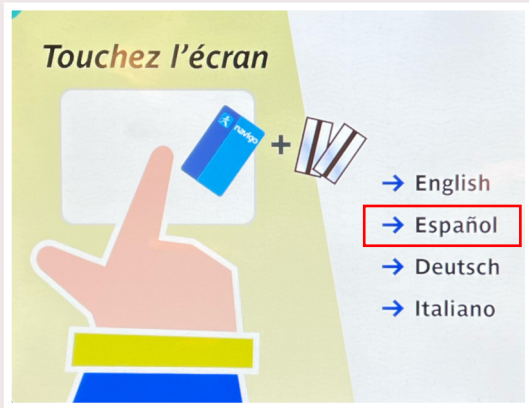 Touchez l'écran
navigo
English
Español
Deutsch
Italiano